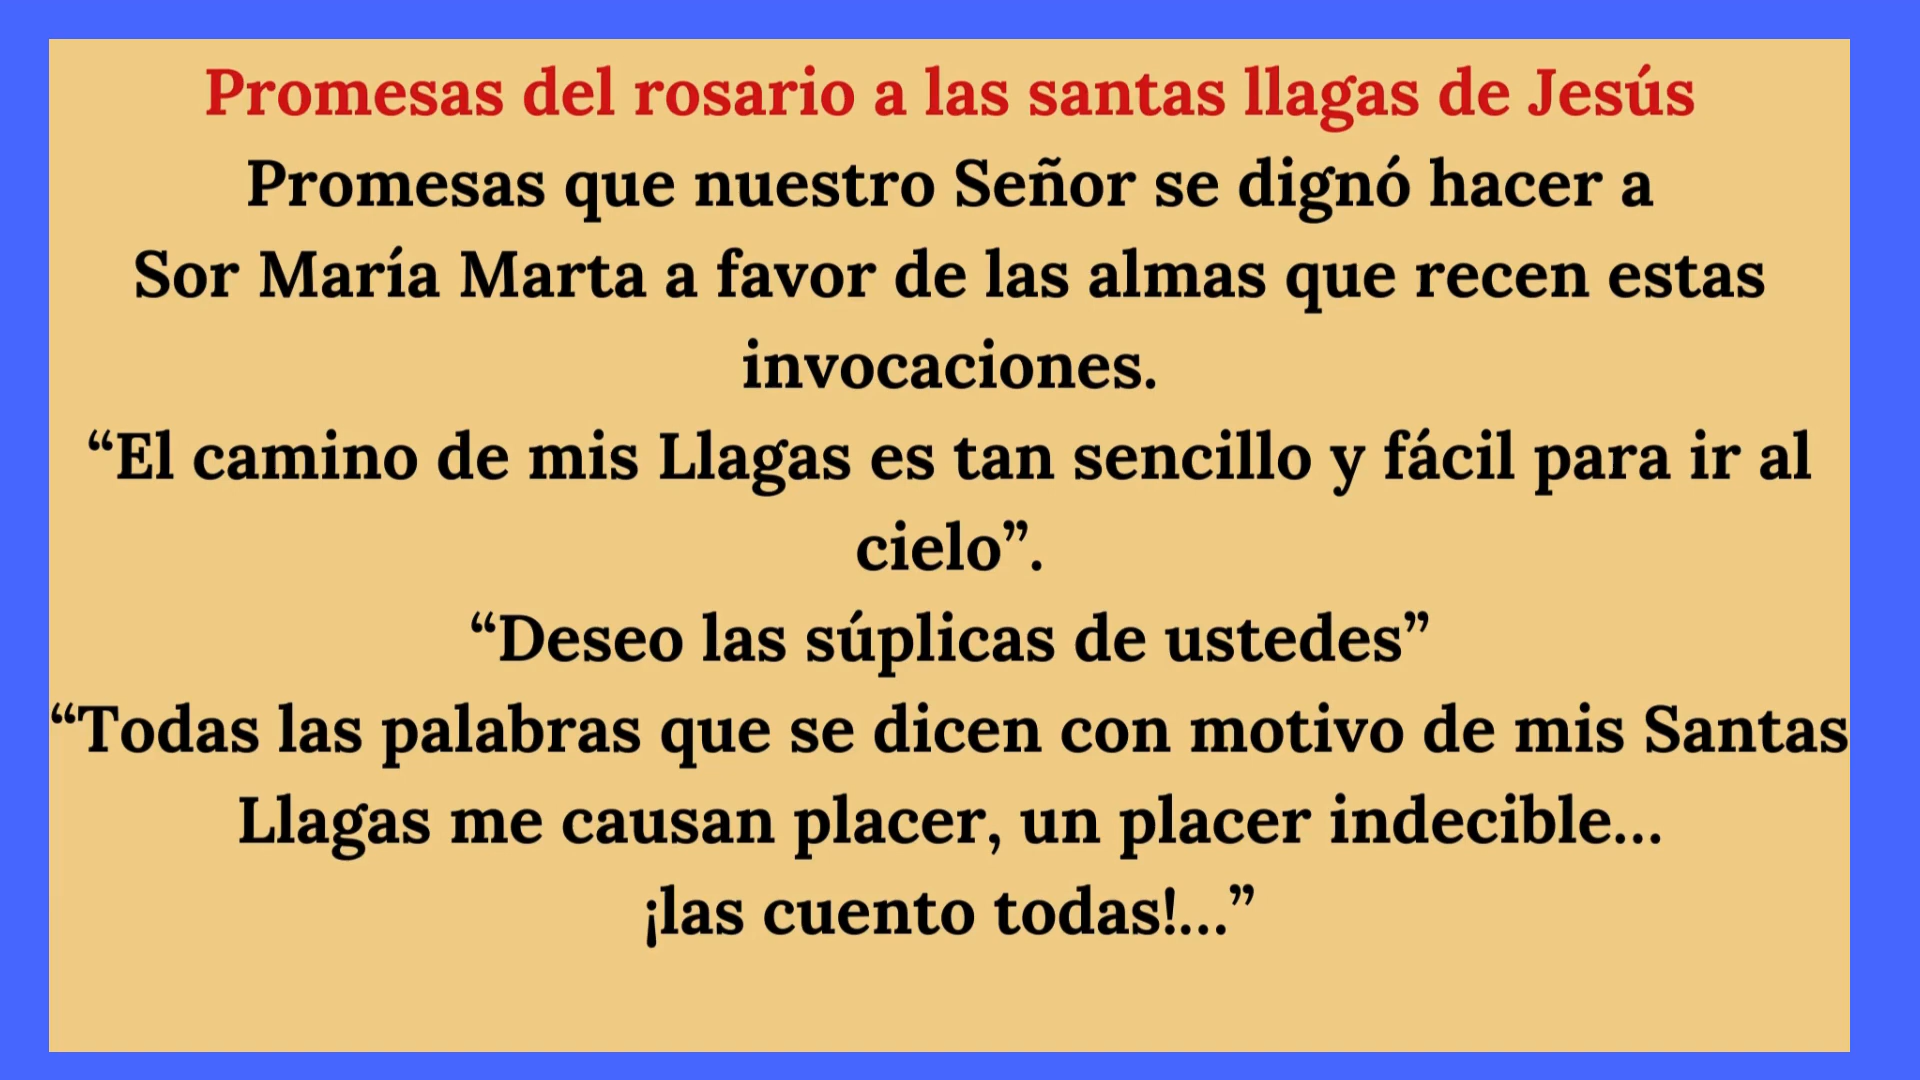 Promesas del rosario a las santas llagas de Jesús
Promesas que nuestro Señor se dignó hacer a
Sor María Marta a favor de las almas que recen estas
invocaciones.
“El camino de mis Llagas es tan sencillo y fácil para ir al
cielo”.
“Deseo las súplicas de ustedes”
“Todas las palabras que se dicen con motivo de mis Santas
Llagas me causan placer, un placer indecible...
¡las cuento todas!...”